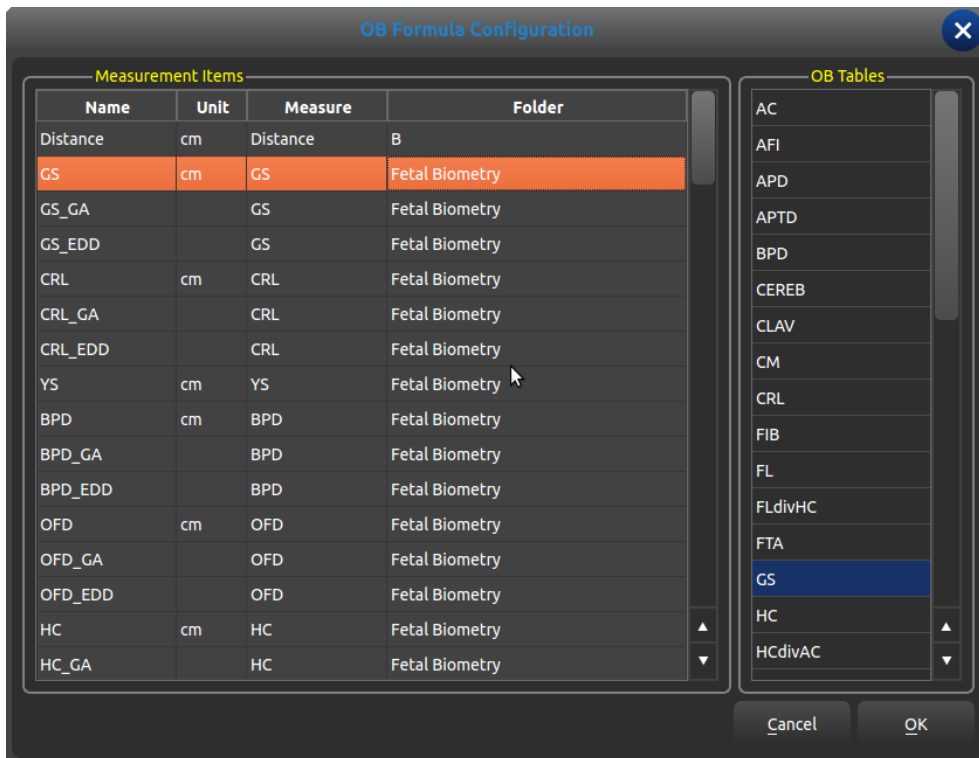 OB Formula Configuration
Measurement Items
Name Unit Measure Folder
Distance cm Distance B
GS cm GS Fetal Biometry
GS_GA GS Fetal Biometry
GS_EDD GS Fetal Biometry
CRL cm CRL Fetal Biometry
CRL_GA CRL Fetal Biometry
CRL_EDD CRL Fetal Biometry
YS cm YS Fetal Biometry
BPD cm BPD Fetal Biometry
BPD_GA BPD Fetal Biometry
BPD_EDD BPD Fetal Biometry
OFD cm OFD Fetal Biometry
OFD_GA OFD Fetal Biometry
OFD_EDD OFD Fetal Biometry
HC cm HC Fetal Biometry
HC_GA HC Fetal Biometry
OB Tables
AC
AFI
APD
APTD
BPD
CEREB
CLAV
CM
CRL
FIB
FL
FLdivHC
FTA
GS
HC
HCdivAC
Cancel OK